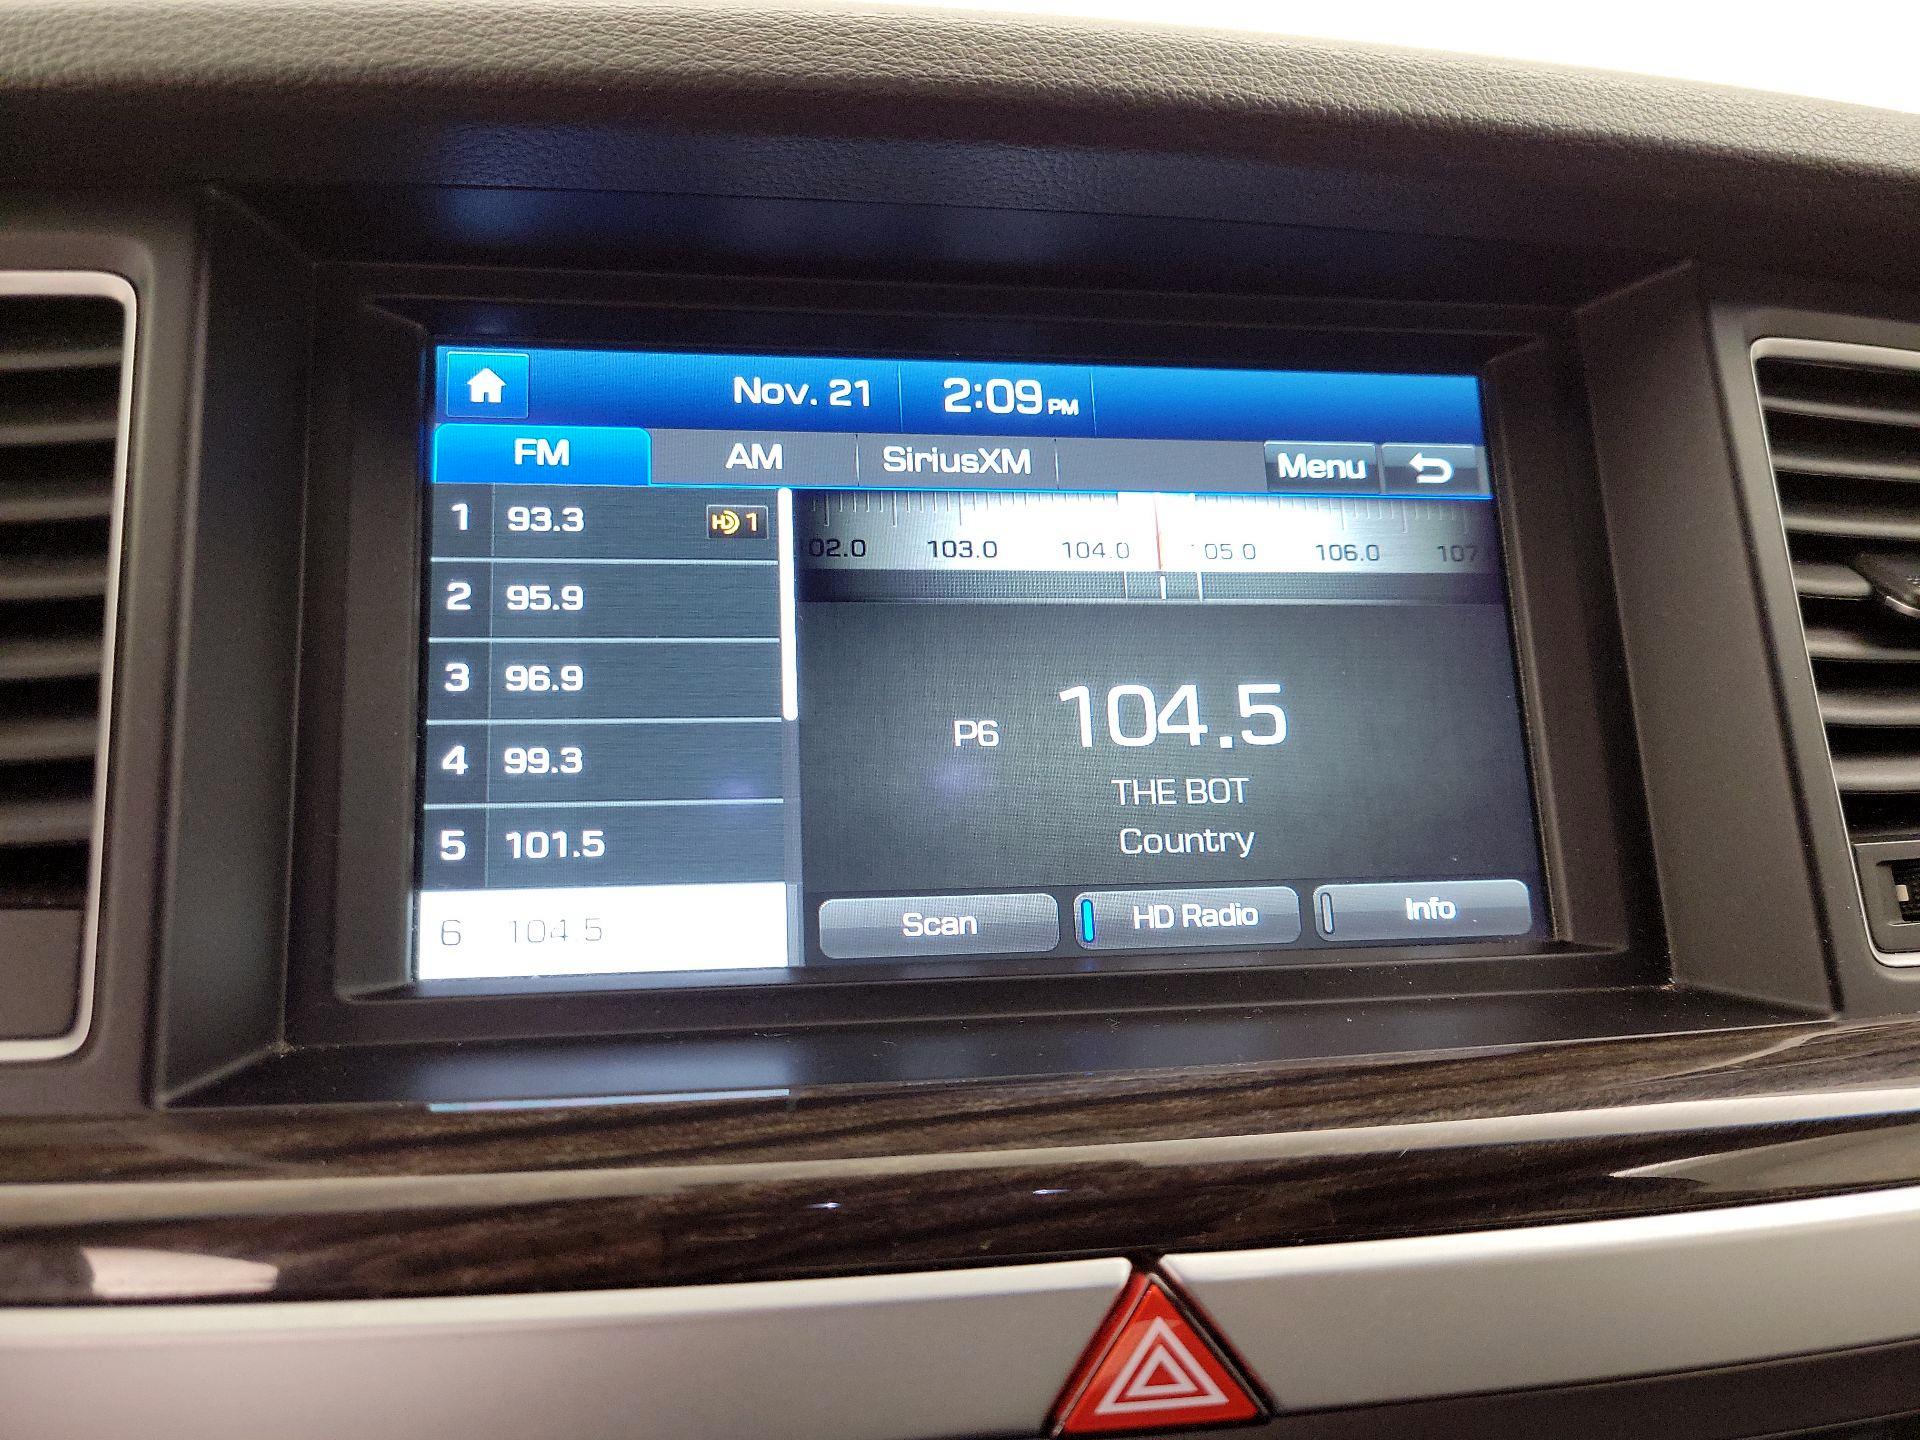 Nov. 21 2:09 PM
FM AM SiriusXM Menu
1 93.3 HD 1
2 95.9
3 96.9
4 99.3
5 101.5
6 104.5
02.0 103.0 104.0 105.0 106.0 107
P6 104.5
THE BOT
Country
Scan HD Radio Info